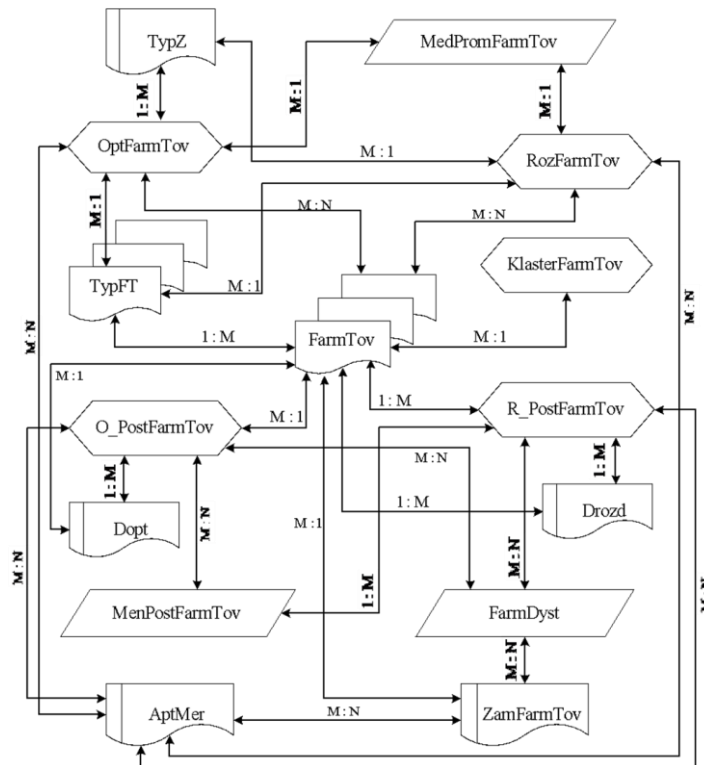 TypZ
MedPromFarmTov
1:M
M:1
OptFarmTov
M:1
RozFarmTov
M:1
M:N
M:N
TypFT
M:1
KlasterFarmTov
M:N
M:N
1:M
FarmTov
M:1
M:1
1:M
O_PostFarmTov
M:1
R_PostFarmTov
M:N
1:M
1:M
Dopt
M:N
M:1
1:M
Drozd
M:N
M:N
1:M
M:N
MenPostFarmTov
FarmDyst
M:N
AptMer
M:N
ZamFarmTov